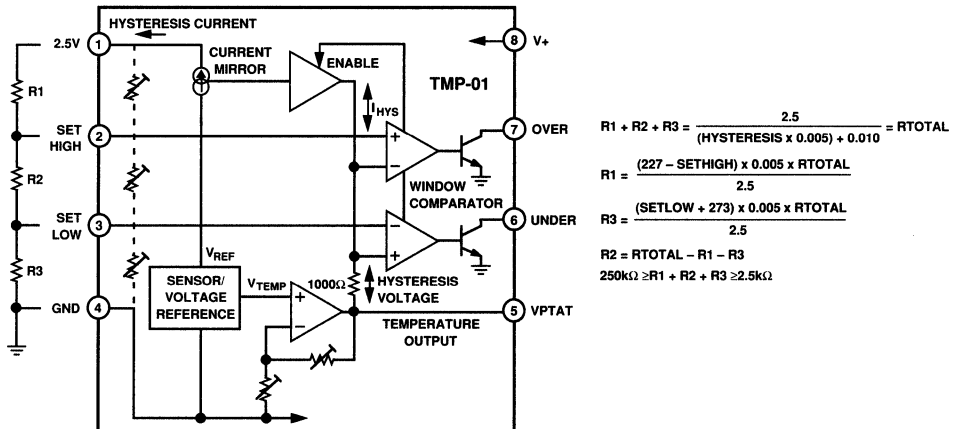 HYSTERESIS CURRENT
2.5V 1
8 V+
CURRENT
MIRROR
ENABLE
TMP-01
R1
I HYS
SET
HIGH
2
+
−
7 OVER
R2
WINDOW
COMPARATOR
SET
LOW
3
−
+
6 UNDER
R3
VREF
SENSOR/
VOLTAGE
REFERENCE
VTEMP
1000Ω
HYSTERESIS
VOLTAGE
GND 4
+
−
5 VPTAT
TEMPERATURE
OUTPUT
R1 + R2 + R3 = 2.5 / (HYSTERESIS x 0.005) + 0.010 = RTOTAL
R1 = (227 – SETHIGH) x 0.005 x RTOTAL / 2.5
R3 = (SETLOW + 273) x 0.005 x RTOTAL / 2.5
R2 = RTOTAL – R1 – R3
250kΩ ≥R1 + R2 + R3 ≥2.5kΩ